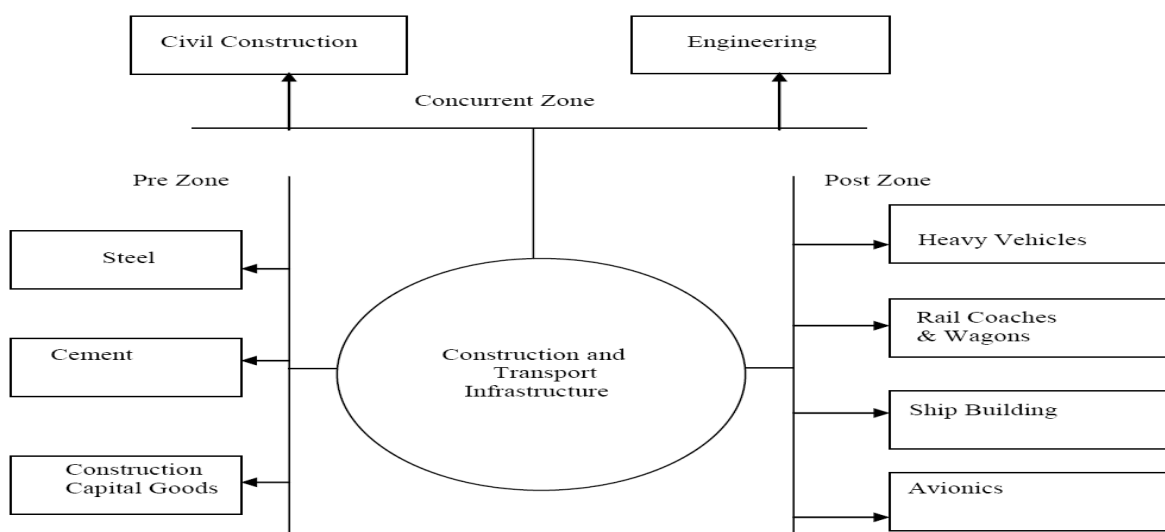 Civil Construction
Engineering
Concurrent Zone
Pre Zone
Post Zone
Steel
Heavy Vehicles
Cement
Rail Coaches
& Wagons
Construction and
Transport
Infrastructure
Ship Building
Construction
Capital Goods
Avionics